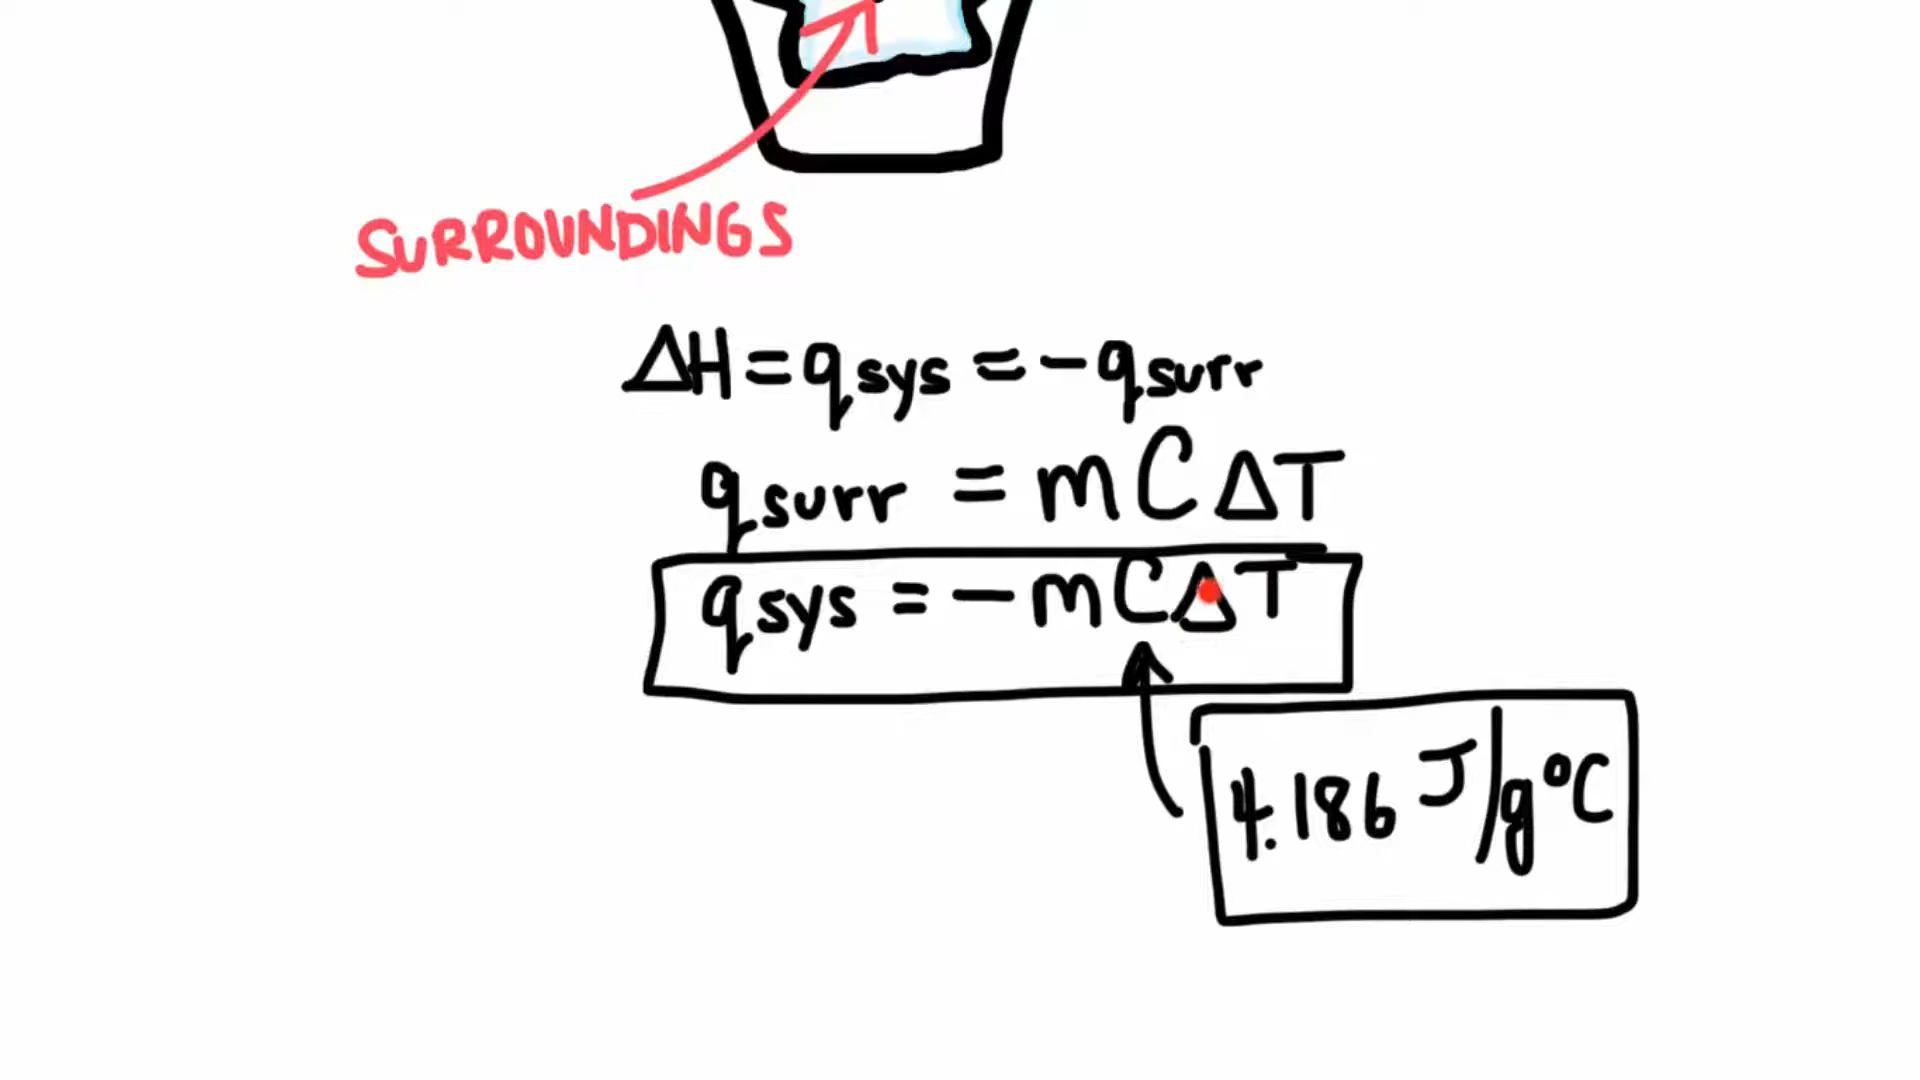 SURROUNDINGS
ΔH = qsys = -qsurr
qsurr = mCΔT
qsys = -mCΔT
4.186 J/g°C